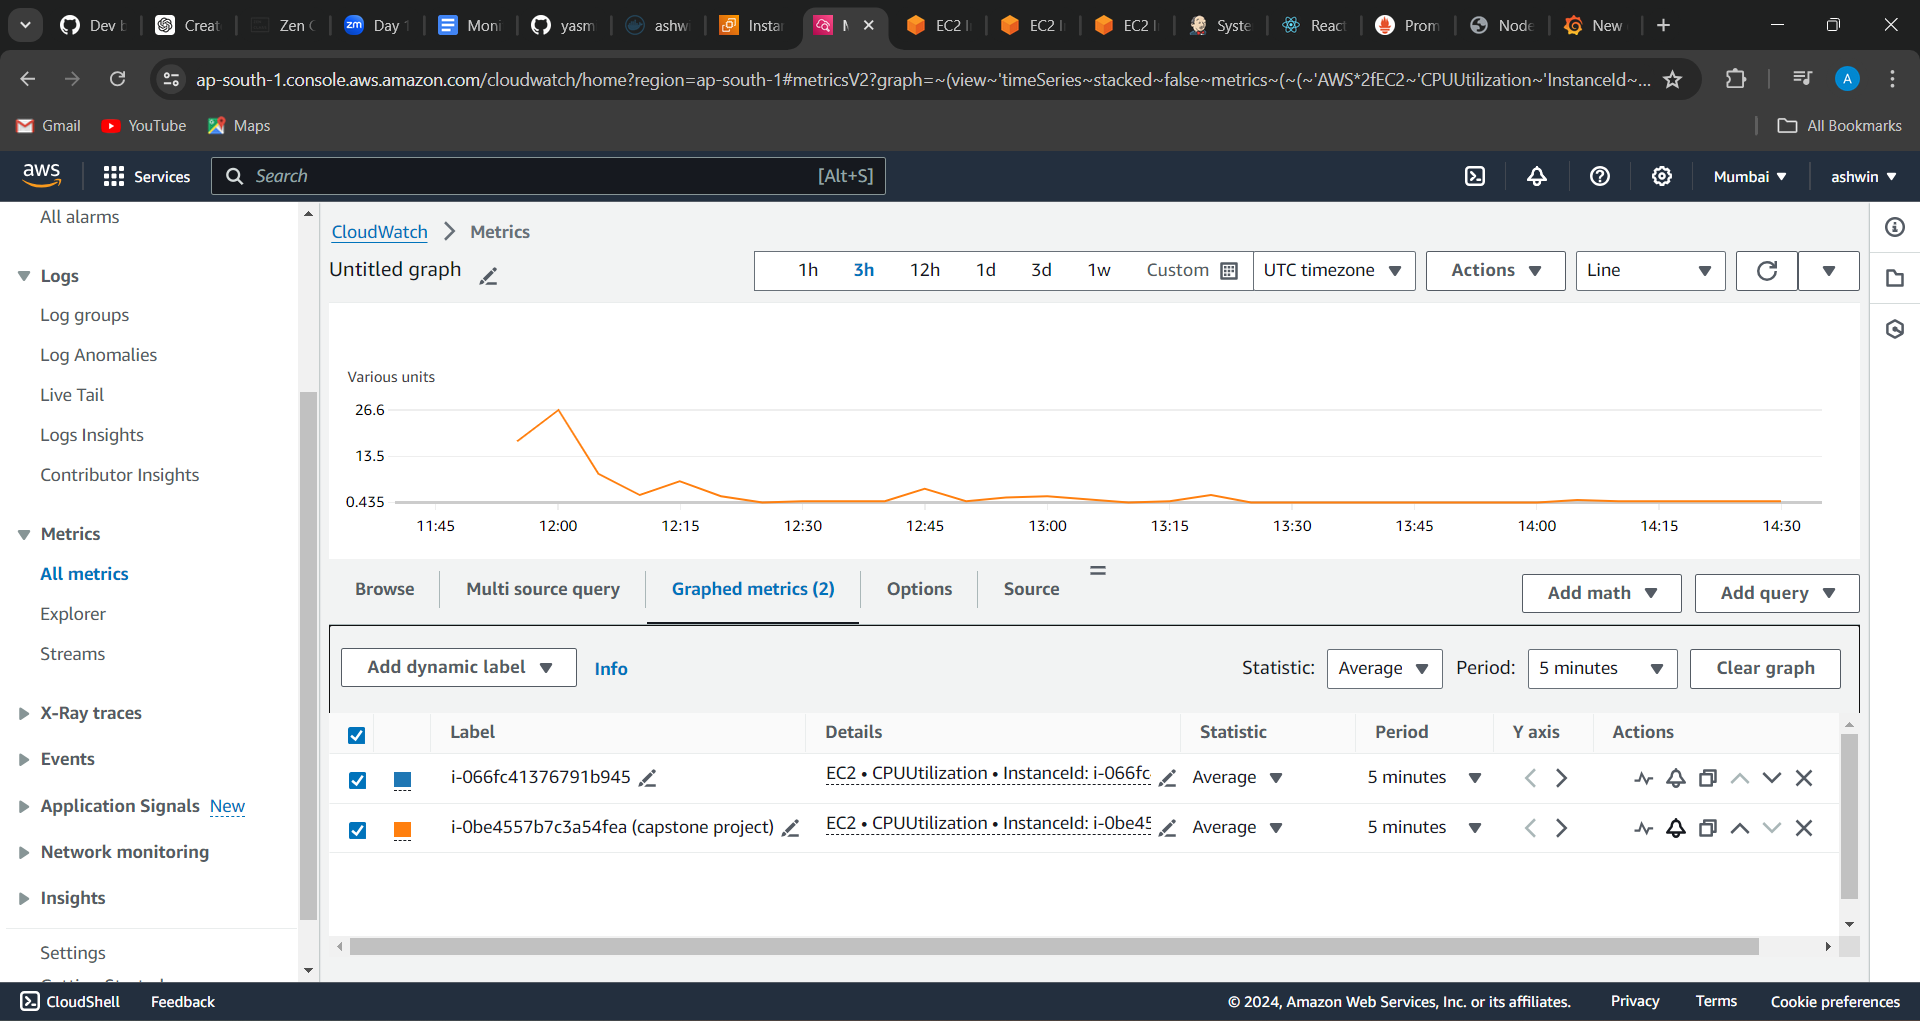 Dev b
Creat
Zen C
Day 1
Moni
yasm
ashwi
Instar
M
EC2 I
EC2 I
EC2 I
Syste
React
Prom
Node
New
ap-south-1.console.aws.amazon.com/cloudwatch/home?region=ap-south-1#metricsV2?graph=~(view~'timeSeries~stacked~false~metrics~(~(~'AWS*2fEC2~'CPUUtilization~'InstanceId~...
A
Gmail
YouTube
Maps
All Bookmarks
aws
Services
Search
[Alt+S]
Mumbai
ashwin
All alarms
Logs
Log groups
Log Anomalies
Live Tail
Logs Insights
Contributor Insights
Metrics
All metrics
Explorer
Streams
X-Ray traces
Events
Application Signals New
Network monitoring
Insights
Settings
CloudWatch > Metrics
Untitled graph
1h 3h 12h 1d 3d 1w Custom
UTC timezone
Actions
Line
Various units
26.6
13.5
0.435
11:45 12:00 12:15 12:30 12:45 13:00 13:15 13:30 13:45 14:00 14:15 14:30
Browse
Multi source query
Graphed metrics (2)
Options
Source
Add math
Add query
Add dynamic label
Info
Statistic: Average
Period: 5 minutes
Clear graph
Label Details Statistic Period Y axis Actions
i-066fc41376791b945 EC2 • CPUUtilization • InstanceId: i-066fc Average 5 minutes
i-0be4557b7c3a54fea (capstone project) EC2 • CPUUtilization • InstanceId: i-0be45 Average 5 minutes
CloudShell
Feedback
© 2024, Amazon Web Services, Inc. or its affiliates.
Privacy
Terms
Cookie preferences